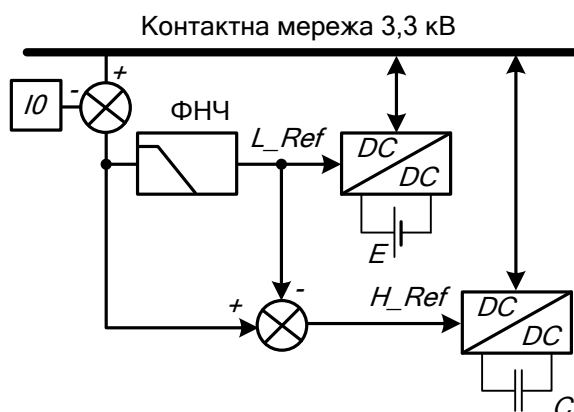 Контактна мережа 3,3 кВ
+
-
I0
ФНЧ
L_Ref
DC
DC
E
-
+
H_Ref
DC
DC
C